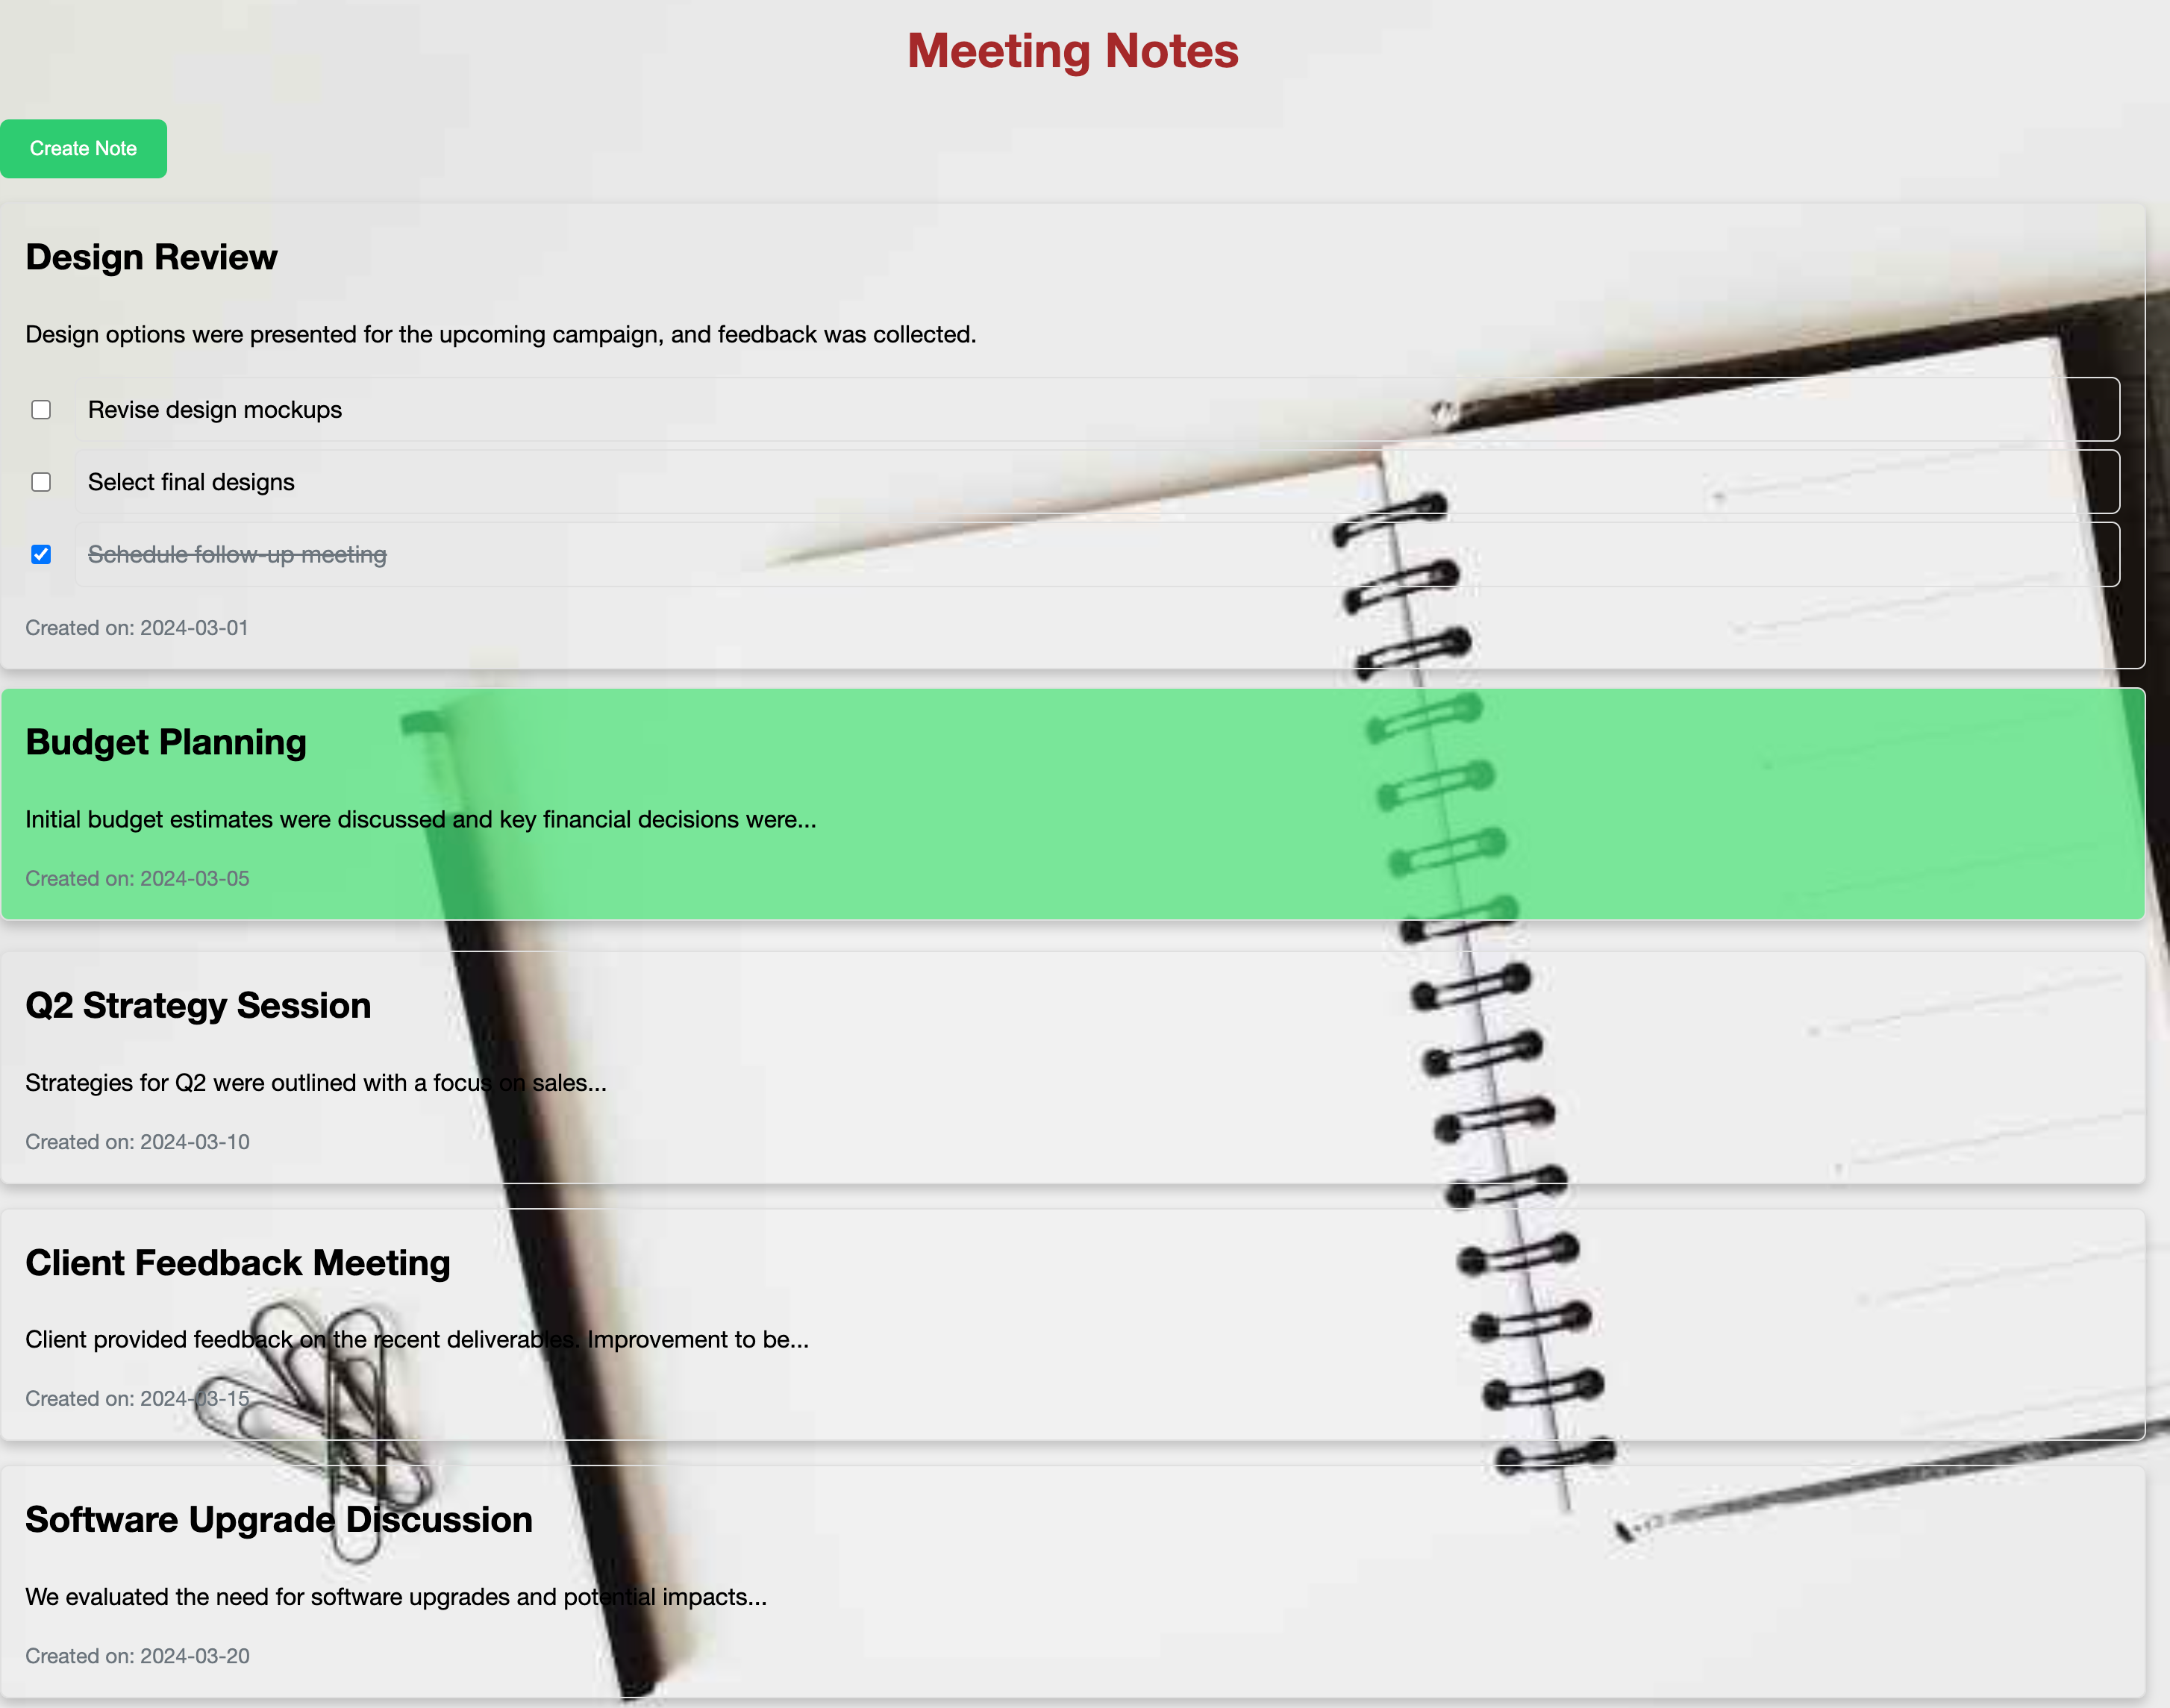 Meeting Notes
Create Note
Design Review
Design options were presented for the upcoming campaign, and feedback was collected.
Revise design mockups
Select final designs
Schedule follow-up meeting
Created on: 2024-03-01
Budget Planning
Initial budget estimates were discussed and key financial decisions were...
Created on: 2024-03-05
Q2 Strategy Session
Strategies for Q2 were outlined with a focus on sales...
Created on: 2024-03-10
Client Feedback Meeting
Client provided feedback on the recent deliverables. Improvement to be...
Created on: 2024-03-15
Software Upgrade Discussion
We evaluated the need for software upgrades and potential impacts...
Created on: 2024-03-20